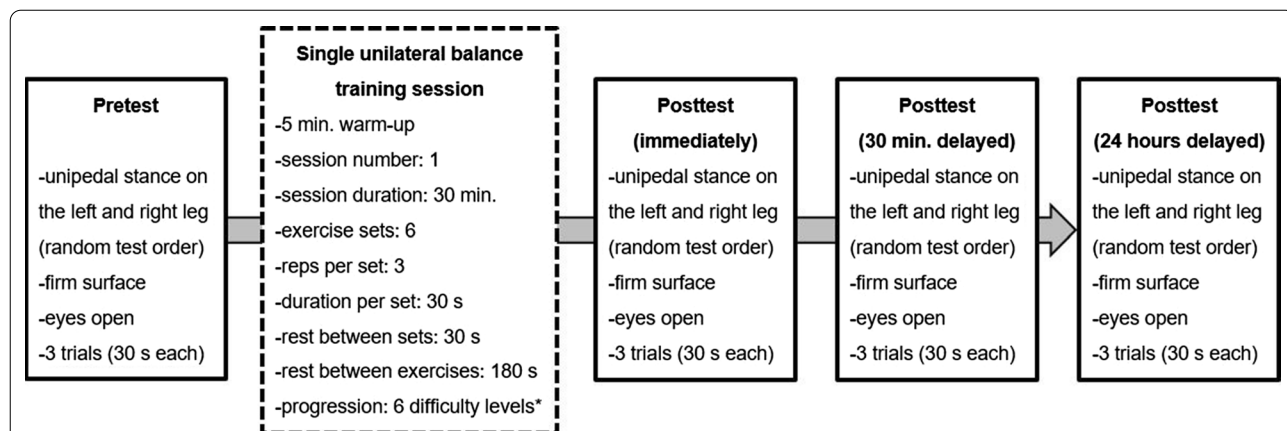 Pretest
-unipedal stance on
the left and right leg
(random test order)
-firm surface
-eyes open
-3 trials (30 s each)
Single unilateral balance
training session
-5 min. warm-up
-session number: 1
-session duration: 30 min.
-exercise sets: 6
-reps per set: 3
-duration per set: 30 s
-rest between sets: 30 s
-rest between exercises: 180 s
-progression: 6 difficulty levels*
Posttest
(immediately)
-unipedal stance on
the left and right leg
(random test order)
-firm surface
-eyes open
-3 trials (30 s each)
Posttest
(30 min. delayed)
-unipedal stance on
the left and right leg
(random test order)
-firm surface
-eyes open
-3 trials (30 s each)
Posttest
(24 hours delayed)
-unipedal stance on
the left and right leg
(random test order)
-firm surface
-eyes open
-3 trials (30 s each)